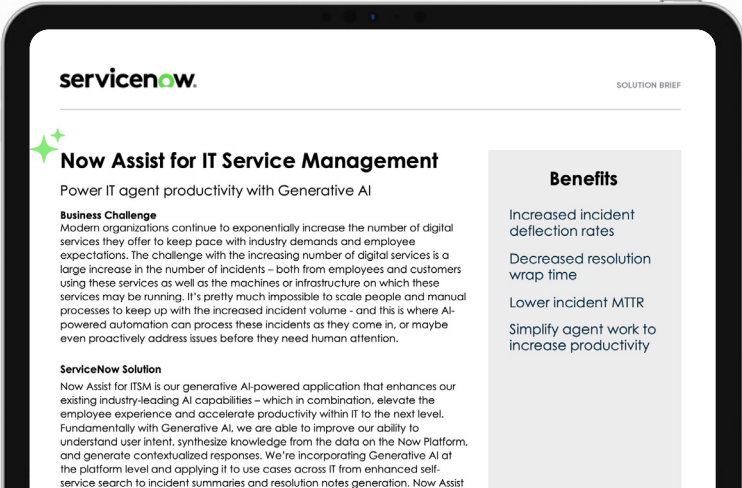 servicenow.
SOLUTION BRIEF
Now Assist for IT Service Management
Power IT agent productivity with Generative AI
Business Challenge
Modern organizations continue to exponentially increase the number of digital
services they offer to keep pace with industry demands and employee
expectations. The challenge with the increasing number of digital services is a
large increase in the number of incidents – both from employees and customers
using these services as well as the machines or infrastructure on which these
services may be running. It's pretty much impossible to scale people and manual
processes to keep up with the increased incident volume - and this is where AI-
powered automation can process these incidents as they come in, or maybe
even proactively address issues before they need human attention.
ServiceNow Solution
Now Assist for ITSM is our generative AI-powered application that enhances our
existing industry-leading AI capabilities – which in combination, elevate the
employee experience and accelerate productivity within IT to the next level.
Fundamentally with Generative AI, we are able to improve our ability to
understand user intent, synthesize knowledge from the data on the Now Platform,
and generate contextualized responses. We're incorporating Generative AI at
the platform level and applying it to use cases across IT from enhanced self-
service search to incident summaries and resolution notes generation. Now Assist
Benefits
Increased incident
deflection rates
Decreased resolution
wrap time
Lower incident MTTR
Simplify agent work to
increase productivity